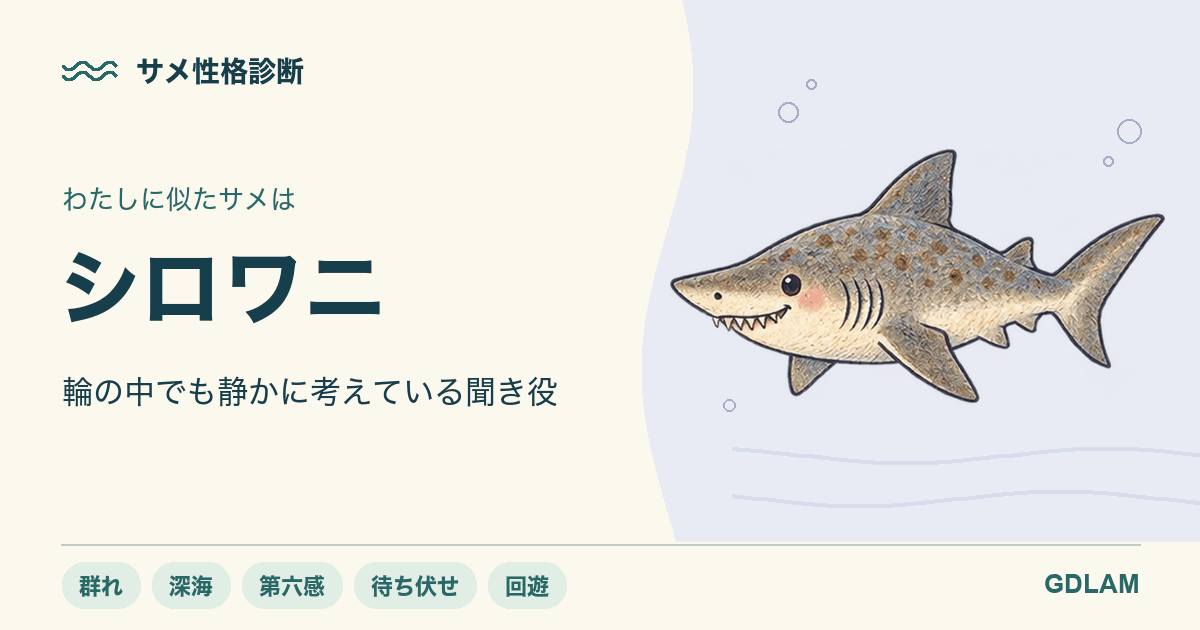 サメ性格診断
わたしに似たサメは
シロワニ
輪の中でも静かに考えている聞き役
群れ 深海 第六感 待ち伏せ 回遊
GDLAM